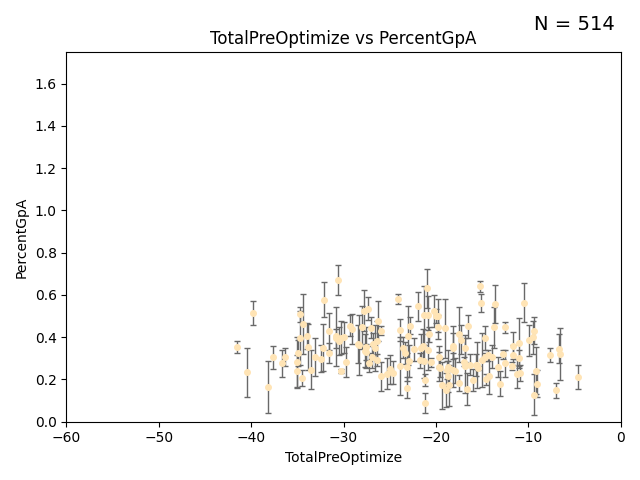 N = 514
TotalPreOptimize vs PercentGpA
1.6
1.4
1.2
1.0
0.8
0.6
0.4
0.2
0.0
PercentGpA
−60 −50 −40 −30 −20 −10 0
TotalPreOptimize